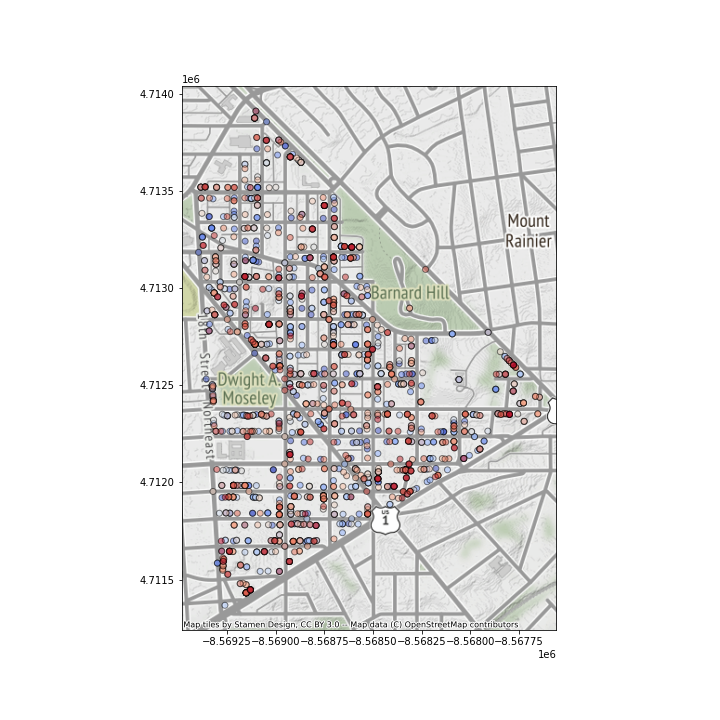 1e6
4.7140
4.7135
4.7130
4.7125
4.7120
4.7115
Mount
Rainier
Barnard Hill
18th Street Northeast
Dwight A.
Moseley
US
1
Map tiles by Stamen Design, CC BY 3.0 -- Map data (C) OpenStreetMap contributors
−8.56925 −8.56900 −8.56875 −8.56850 −8.56825 −8.56800 −8.56775
1e6